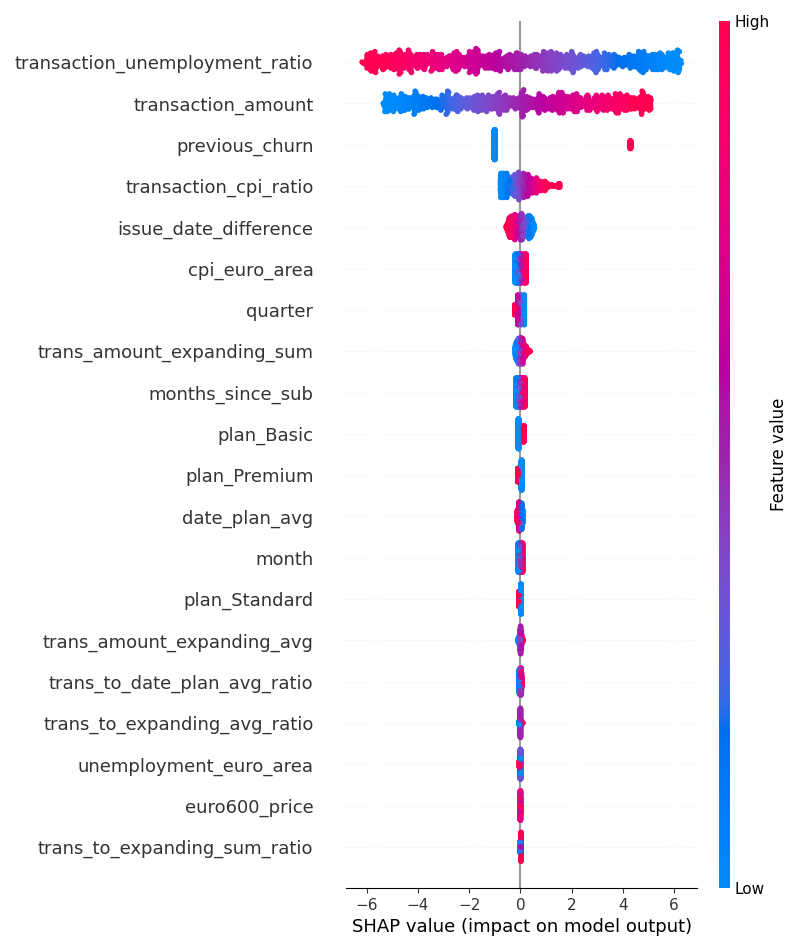 High
transaction_unemployment_ratio
transaction_amount
previous_churn
transaction_cpi_ratio
issue_date_difference
cpi_euro_area
quarter
trans_amount_expanding_sum
months_since_sub
plan_Basic
plan_Premium
date_plan_avg
month
plan_Standard
trans_amount_expanding_avg
trans_to_date_plan_avg_ratio
trans_to_expanding_avg_ratio
unemployment_euro_area
euro600_price
trans_to_expanding_sum_ratio
Feature value
Low
−6 −4 −2 0 2 4 6
SHAP value (impact on model output)